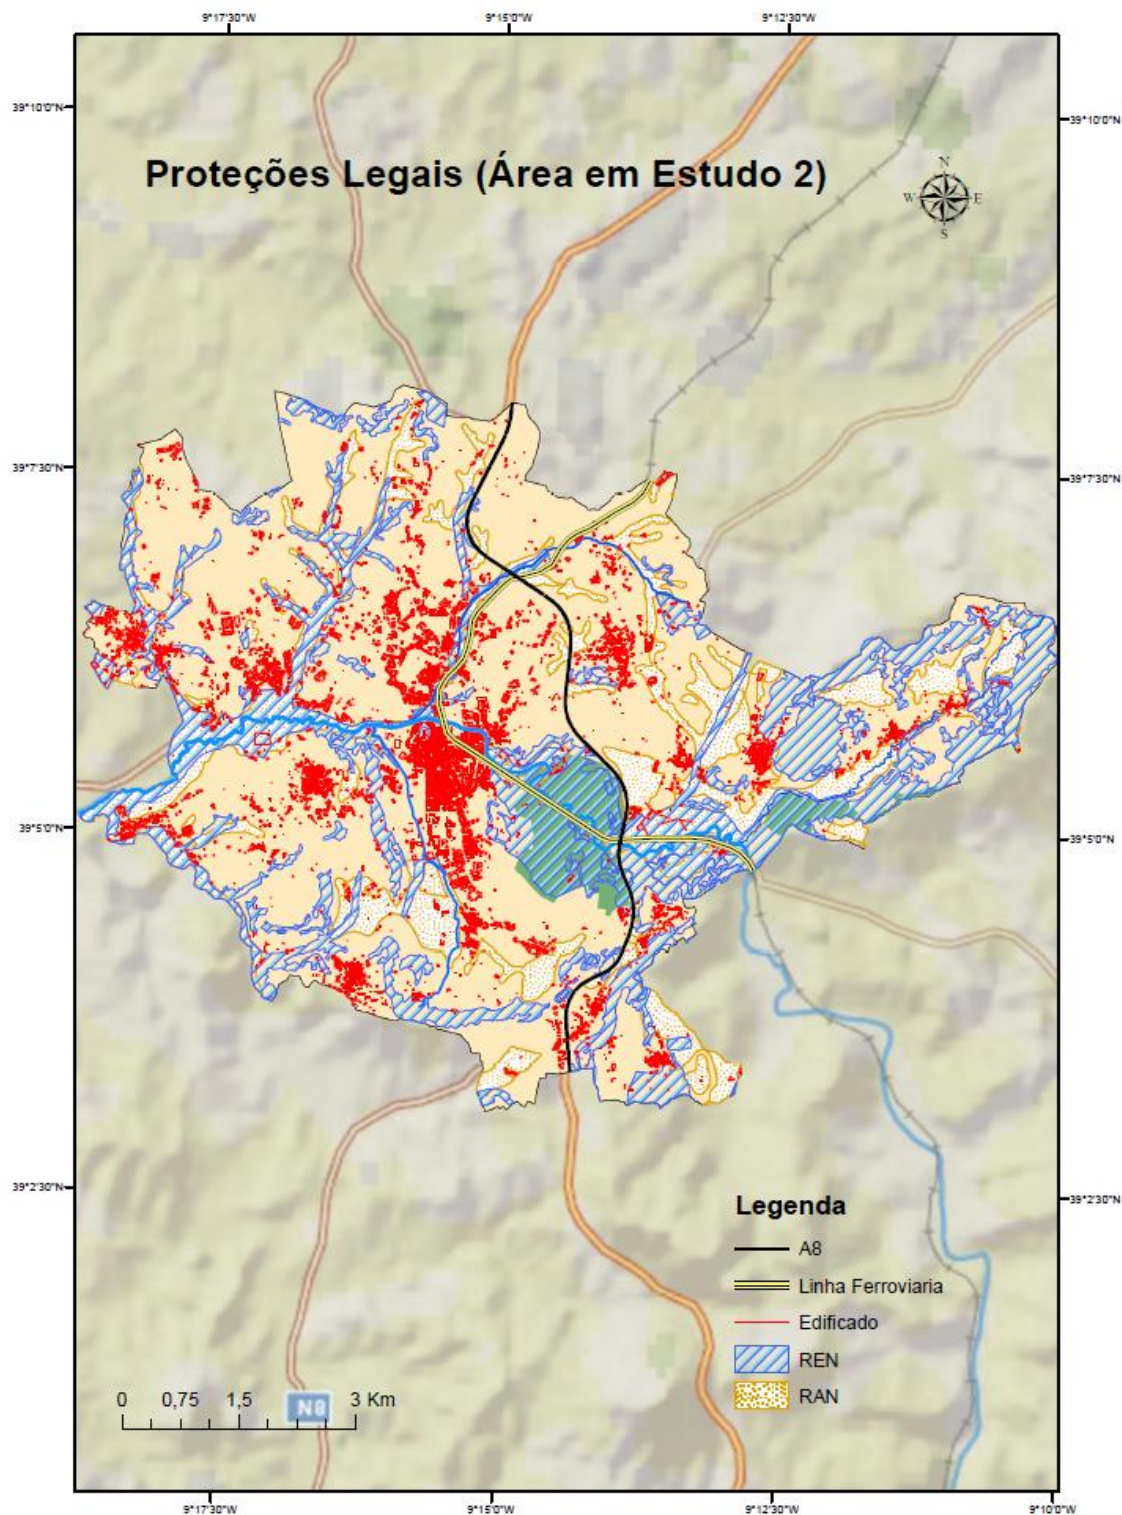 9°17'30"W
9°15'0"W
9°12'30"W
39°10'0"N
39°10'0"N
Proteções Legais (Área em Estudo 2)
N
W
E
S
39°7'30"N
39°7'30"N
39°5'0"N
39°5'0"N
39°2'30"N
39°2'30"N
Legenda
A8
Linha Ferroviaria
Edificado
REN
RAN
0 0,75 1,5 3 Km
N8
9°17'30"W
9°15'0"W
9°12'30"W
9°10'0"W